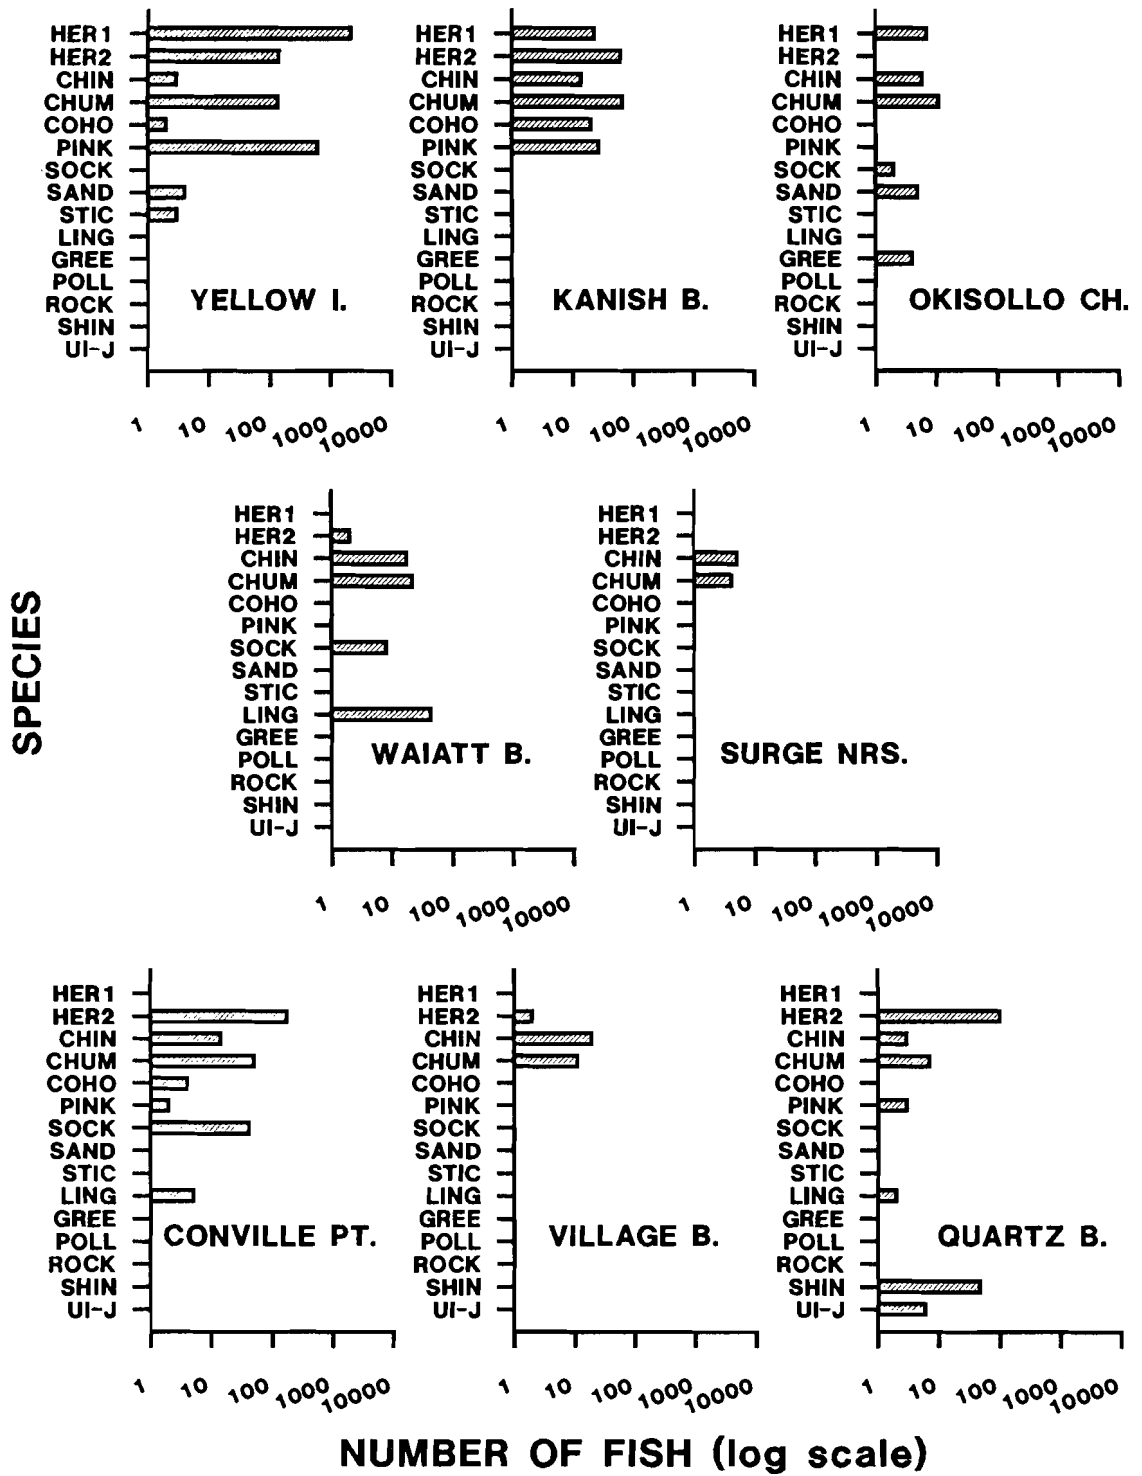 HER1
HER2
CHIN
CHUM
COHO
PINK
SOCK
SAND
STIC
LING
GREE
POLL
ROCK
SHIN
UI-J
YELLOW I.
1 10 100 1000 10000
HER1
HER2
CHIN
CHUM
COHO
PINK
SOCK
SAND
STIC
LING
GREE
POLL
ROCK
SHIN
UI-J
KANISH B.
1 10 100 1000 10000
HER1
HER2
CHIN
CHUM
COHO
PINK
SOCK
SAND
STIC
LING
GREE
POLL
ROCK
SHIN
UI-J
OKISOLLO CH.
1 10 100 1000 10000
SPECIES
HER1
HER2
CHIN
CHUM
COHO
PINK
SOCK
SAND
STIC
LING
GREE
POLL
ROCK
SHIN
UI-J
WAIATT B.
1 10 100 1000 10000
HER1
HER2
CHIN
CHUM
COHO
PINK
SOCK
SAND
STIC
LING
GREE
POLL
ROCK
SHIN
UI-J
SURGE NRS.
1 10 100 1000 10000
HER1
HER2
CHIN
CHUM
COHO
PINK
SOCK
SAND
STIC
LING
GREE
POLL
ROCK
SHIN
UI-J
CONVILLE PT.
1 10 100 1000 10000
HER1
HER2
CHIN
CHUM
COHO
PINK
SOCK
SAND
STIC
LING
GREE
POLL
ROCK
SHIN
UI-J
VILLAGE B.
1 10 100 1000 10000
HER1
HER2
CHIN
CHUM
COHO
PINK
SOCK
SAND
STIC
LING
GREE
POLL
ROCK
SHIN
UI-J
QUARTZ B.
1 10 100 1000 10000
NUMBER OF FISH (log scale)